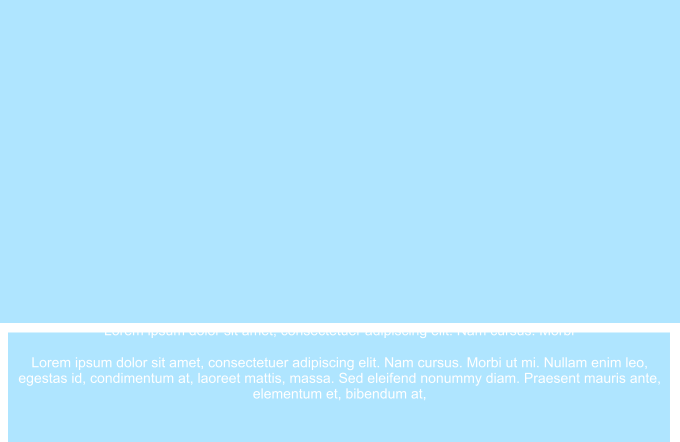 Lorem ipsum dolor sit amet, consectetuer adipiscing elit. Nam cursus. Morbi
Lorem ipsum dolor sit amet, consectetuer adipiscing elit. Nam cursus. Morbi ut mi. Nullam enim leo,
egestas id, condimentum at, laoreet mattis, massa. Sed eleifend nonummy diam. Praesent mauris ante,
elementum et, bibendum at,